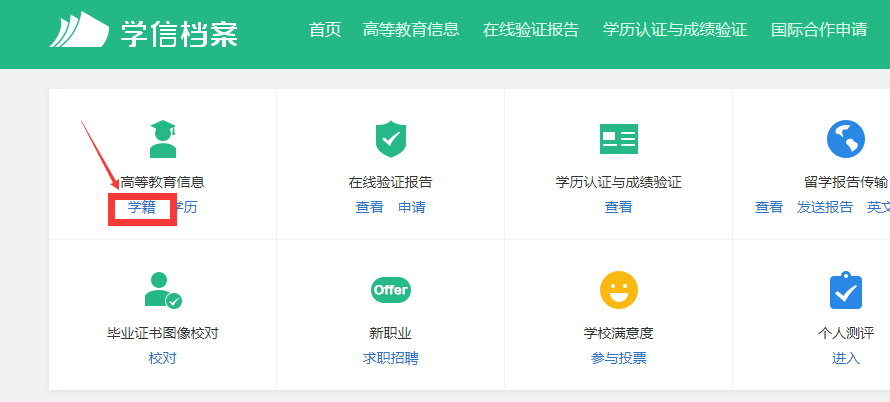 学信档案 首页 高等教育信息 在线验证报告 学历认证与成绩验证 国际合作申请
高等教育信息 在线验证报告 学历认证与成绩验证 留学报告传输
学籍 学历 查看 申请 查看 查看 发送报告 英文
Offer
毕业证书图像校对 新职业 学校满意度 个人测评
校对 求职招聘 参与投票 进入